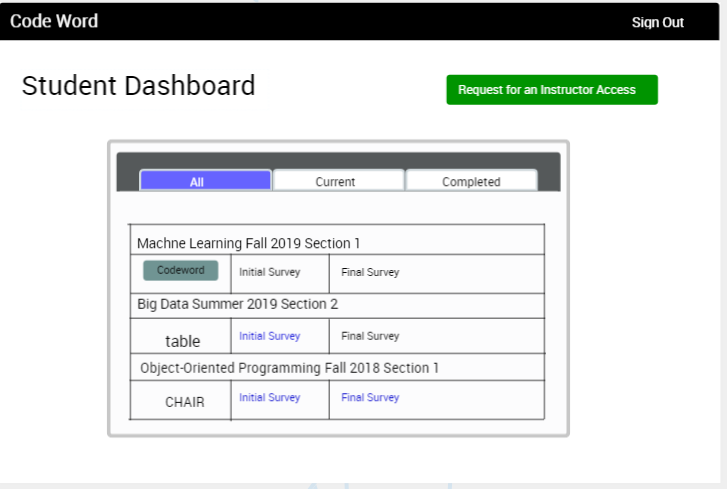 Code Word Sign Out
Student Dashboard
Request for an Instructor Access
All Current Completed
Machne Learning Fall 2019 Section 1
Codeword Initial Survey Final Survey
Big Data Summer 2019 Section 2
table Initial Survey Final Survey
Object-Oriented Programming Fall 2018 Section 1
CHAIR Initial Survey Final Survey